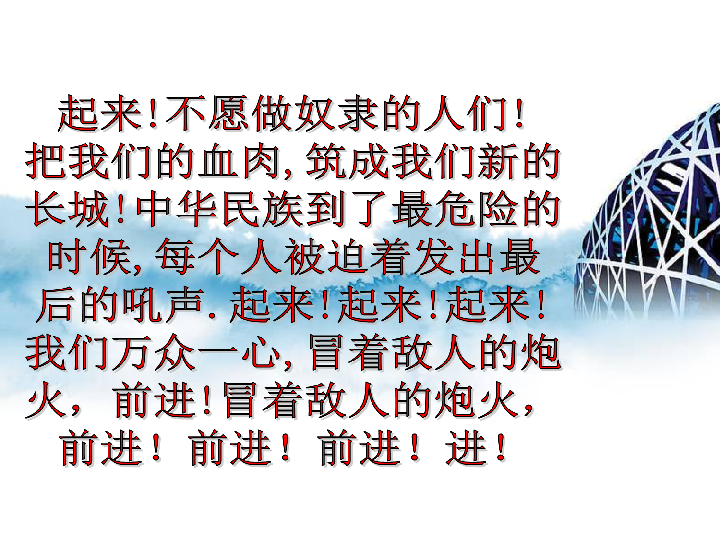 起来!不愿做奴隶的人们!
把我们的血肉,筑成我们新的
长城!中华民族到了最危险的
时候,每个人被迫着发出最
后的吼声.起来!起来!起来!
我们万众一心,冒着敌人的炮
火，前进!冒着敌人的炮火，
前进！前进！前进！进！